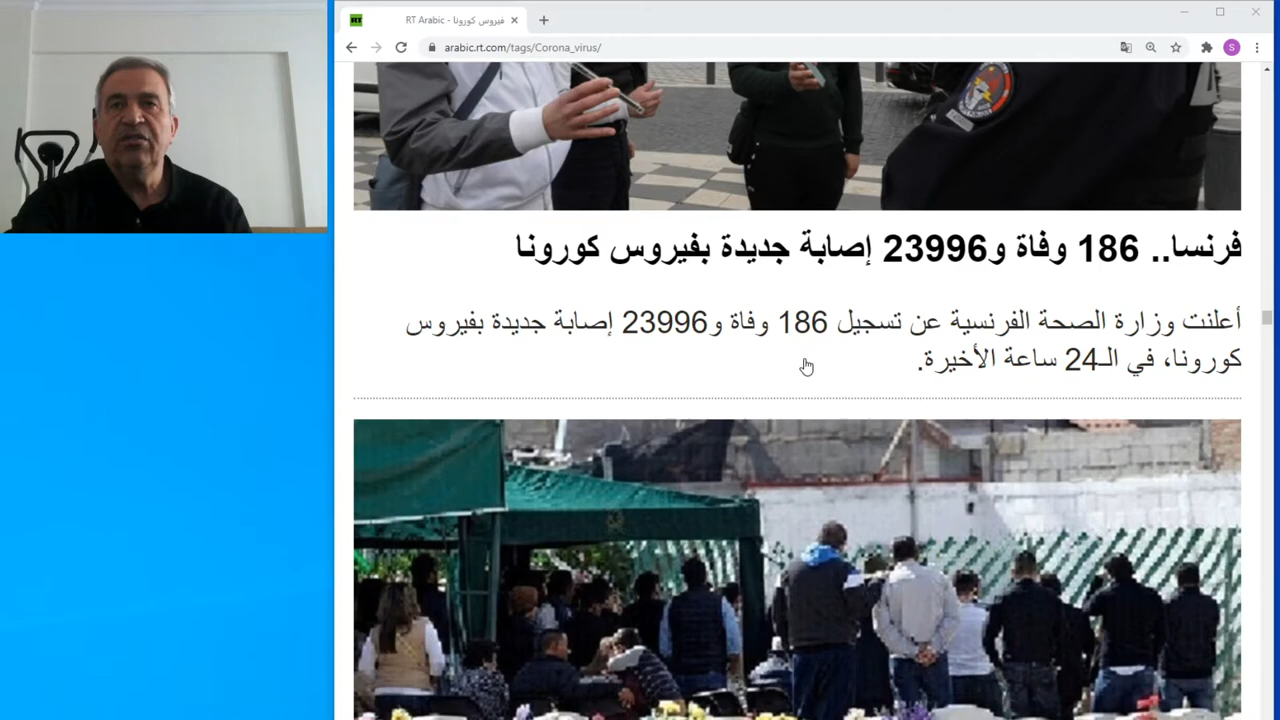 RT
فيروس كورونا - RT Arabic
arabic.rt.com/tags/Corona_virus/
S
فرنسا.. 186 وفاة و23996 إصابة جديدة بفيروس كورونا
أعلنت وزارة الصحة الفرنسية عن تسجيل 186 وفاة و23996 إصابة جديدة بفيروس
كورونا، في الـ24 ساعة الأخيرة.